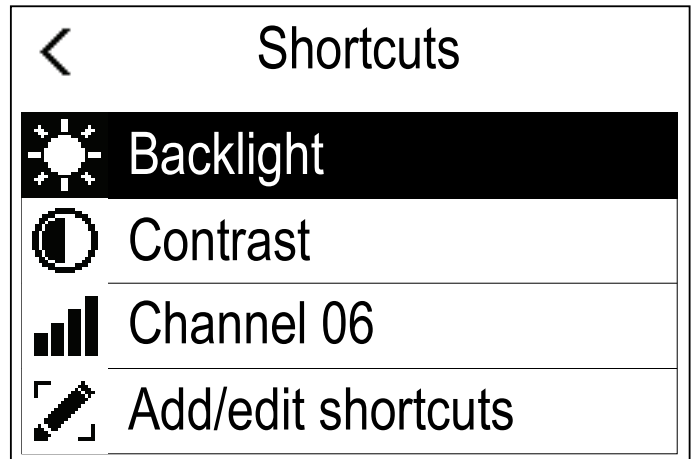 Shortcuts
Backlight
Contrast
Channel 06
Add/edit shortcuts